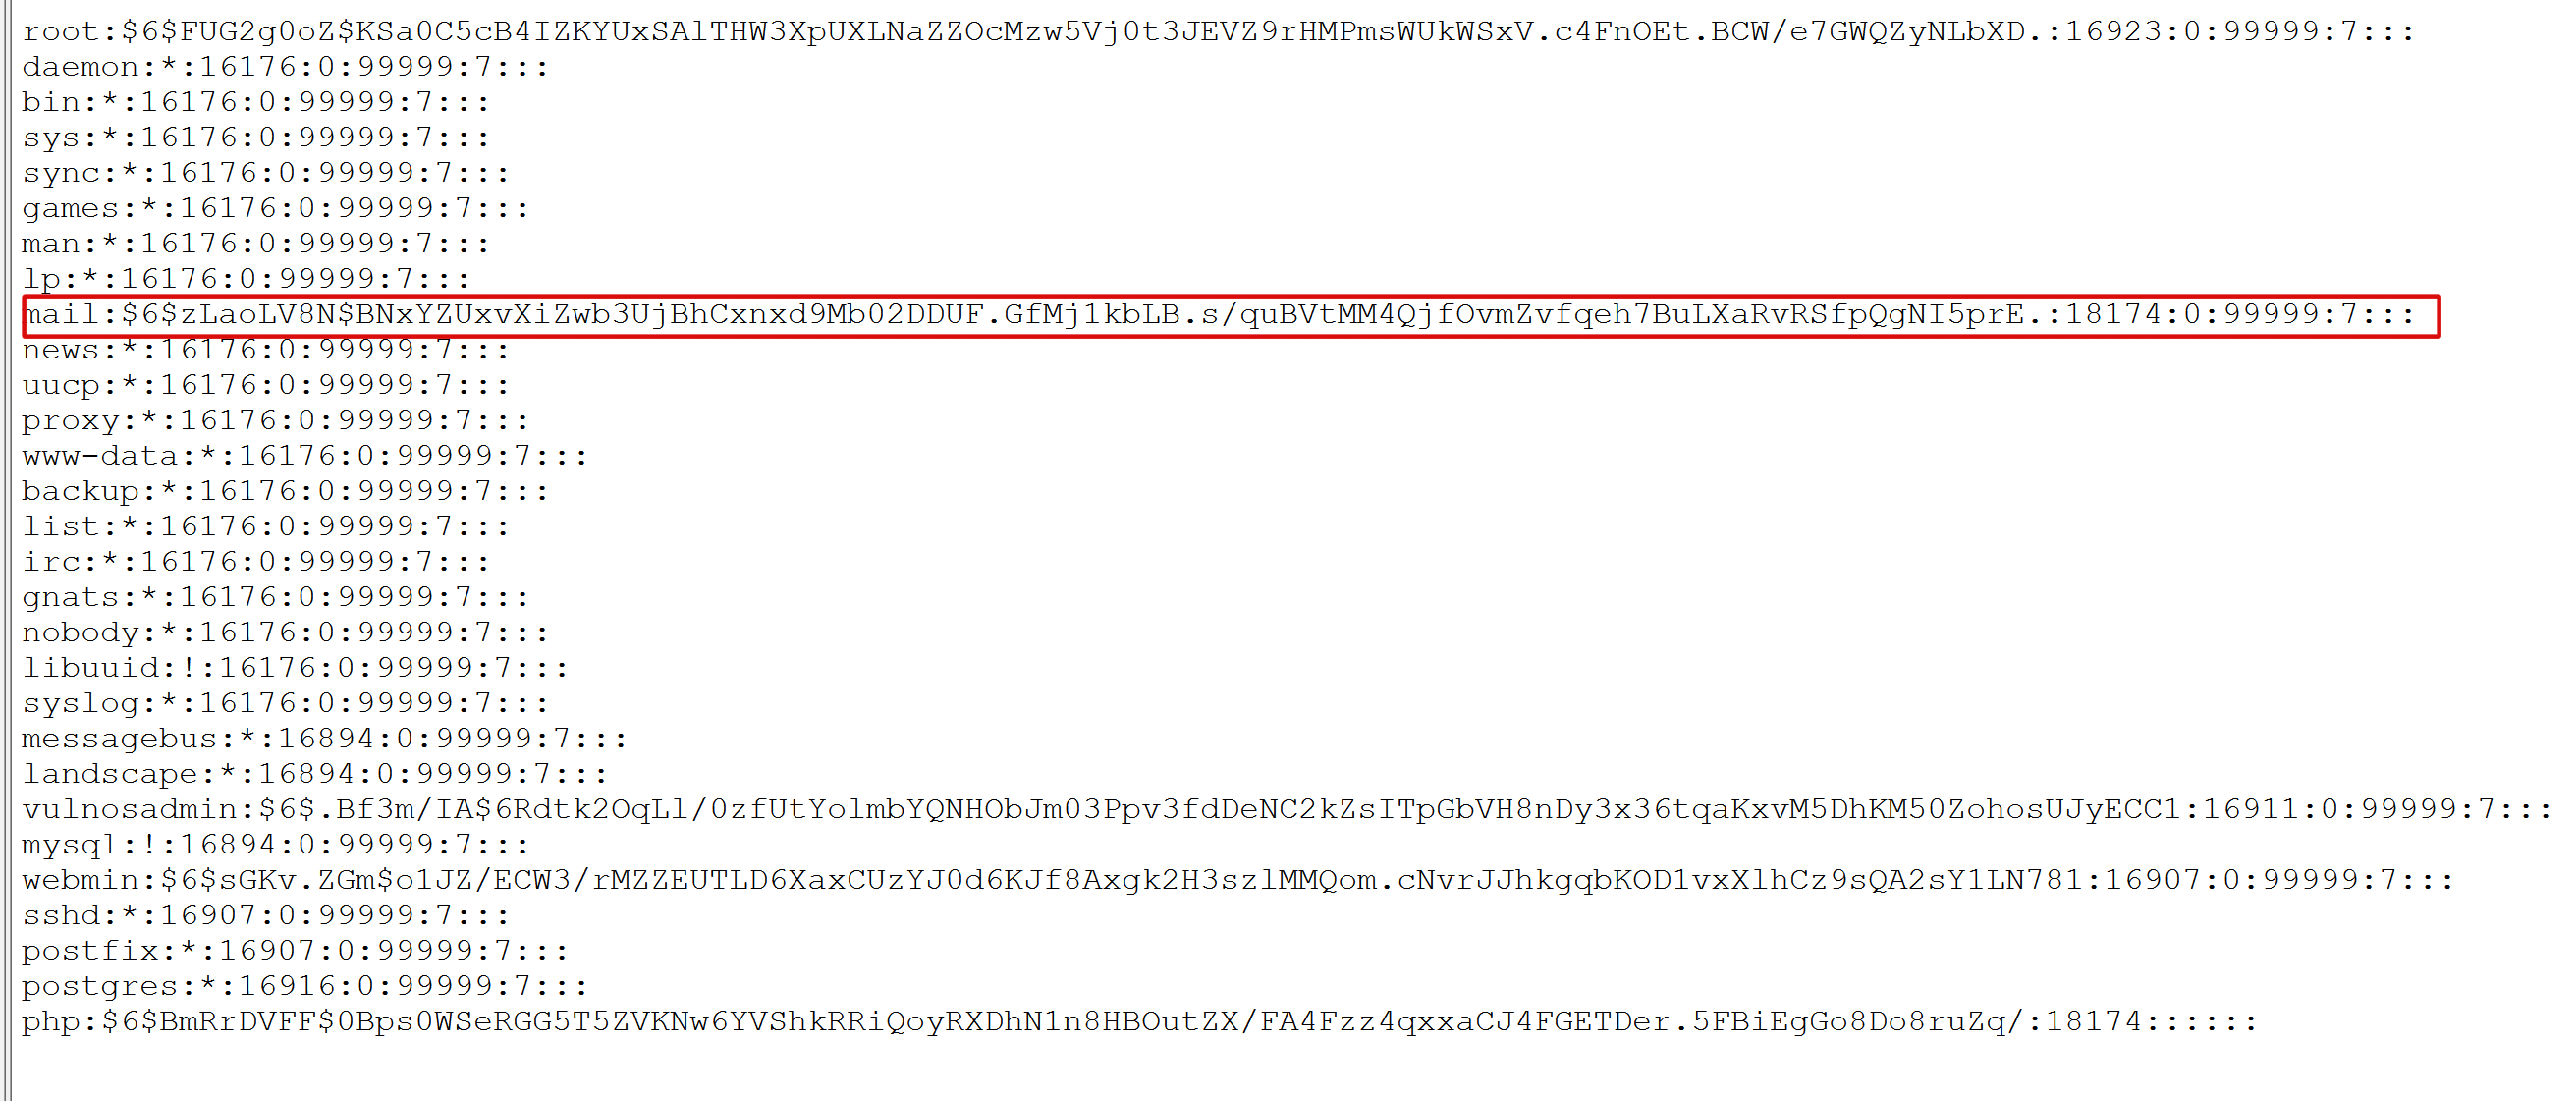 root:$6$FUG2g0oZ$KSa0C5cB4IZKYUxSAlTHW3XpUXLNaZZOcMzw5Vj0t3JEVZ9rHMPmsWUkWSxV.c4FnOEt.BCW/e7GWQZyNLbXD.:16923:0:99999:7:::
daemon:*:16176:0:99999:7:::
bin:*:16176:0:99999:7:::
sys:*:16176:0:99999:7:::
sync:*:16176:0:99999:7:::
games:*:16176:0:99999:7:::
man:*:16176:0:99999:7:::
lp:*:16176:0:99999:7:::
mail:$6$zLaoLV8N$BNxYZUxvXiZwb3UjBhCxnxd9Mb02DDUF.GfMj1kbLB.s/quBVtMM4QjfOvmZvfqeh7BuLXaRvRSfpQgNI5prE.:18174:0:99999:7:::
news:*:16176:0:99999:7:::
uucp:*:16176:0:99999:7:::
proxy:*:16176:0:99999:7:::
www-data:*:16176:0:99999:7:::
backup:*:16176:0:99999:7:::
list:*:16176:0:99999:7:::
irc:*:16176:0:99999:7:::
gnats:*:16176:0:99999:7:::
nobody:*:16176:0:99999:7:::
libuuid:!:16176:0:99999:7:::
syslog:*:16176:0:99999:7:::
messagebus:*:16894:0:99999:7:::
landscape:*:16894:0:99999:7:::
vulnosadmin:$6$.Bf3m/IA$6Rdtk2OqLl/0zfUtYolmbYQNHObJm03Ppv3fdDeNC2kZsITpGbVH8nDy3x36tqaKxvM5DhKM50ZohosUJyECC1:16911:0:99999:7:::
mysql:!:16894:0:99999:7:::
webmin:$6$sGKv.ZGm$o1JZ/ECW3/rMZZEUTLD6XaxCUzYJ0d6KJf8Axgk2H3szlMMQom.cNvrJJhkgqbKOD1vxXlhCz9sQA2sY1LN781:16907:0:99999:7:::
sshd:*:16907:0:99999:7:::
postfix:*:16907:0:99999:7:::
postgres:*:16916:0:99999:7:::
php:$6$BmRrDVFF$0Bps0WSeRGG5T5ZVKNw6YVShkRRiQoyRXDhN1n8HBOutZX/FA4Fzz4qxxaCJ4FGETDer.5FBiEgGo8Do8ruZq/:18174::::::